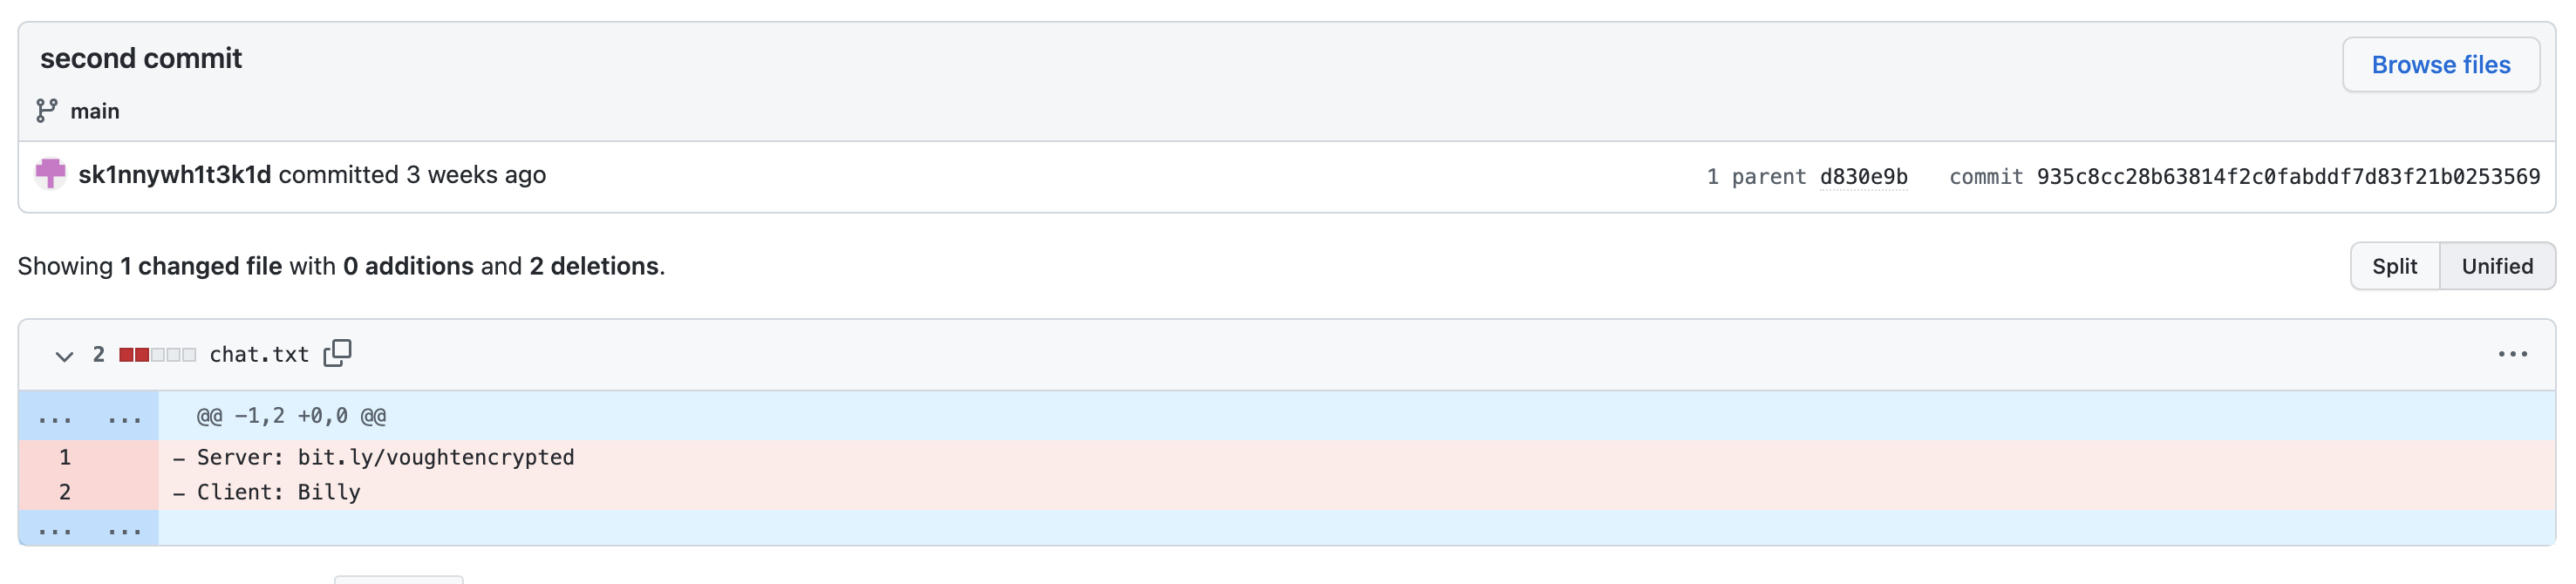 second commit
Browse files
main
sk1nnywh1t3k1d committed 3 weeks ago
1 parent d830e9b commit 935c8cc28b63814f2c0fabddf7d83f21b0253569
Showing 1 changed file with 0 additions and 2 deletions.
Split Unified
2 chat.txt
... ... @@ -1,2 +0,0 @@
1 - Server: bit.ly/voughtencrypted
2 - Client: Billy
... ...